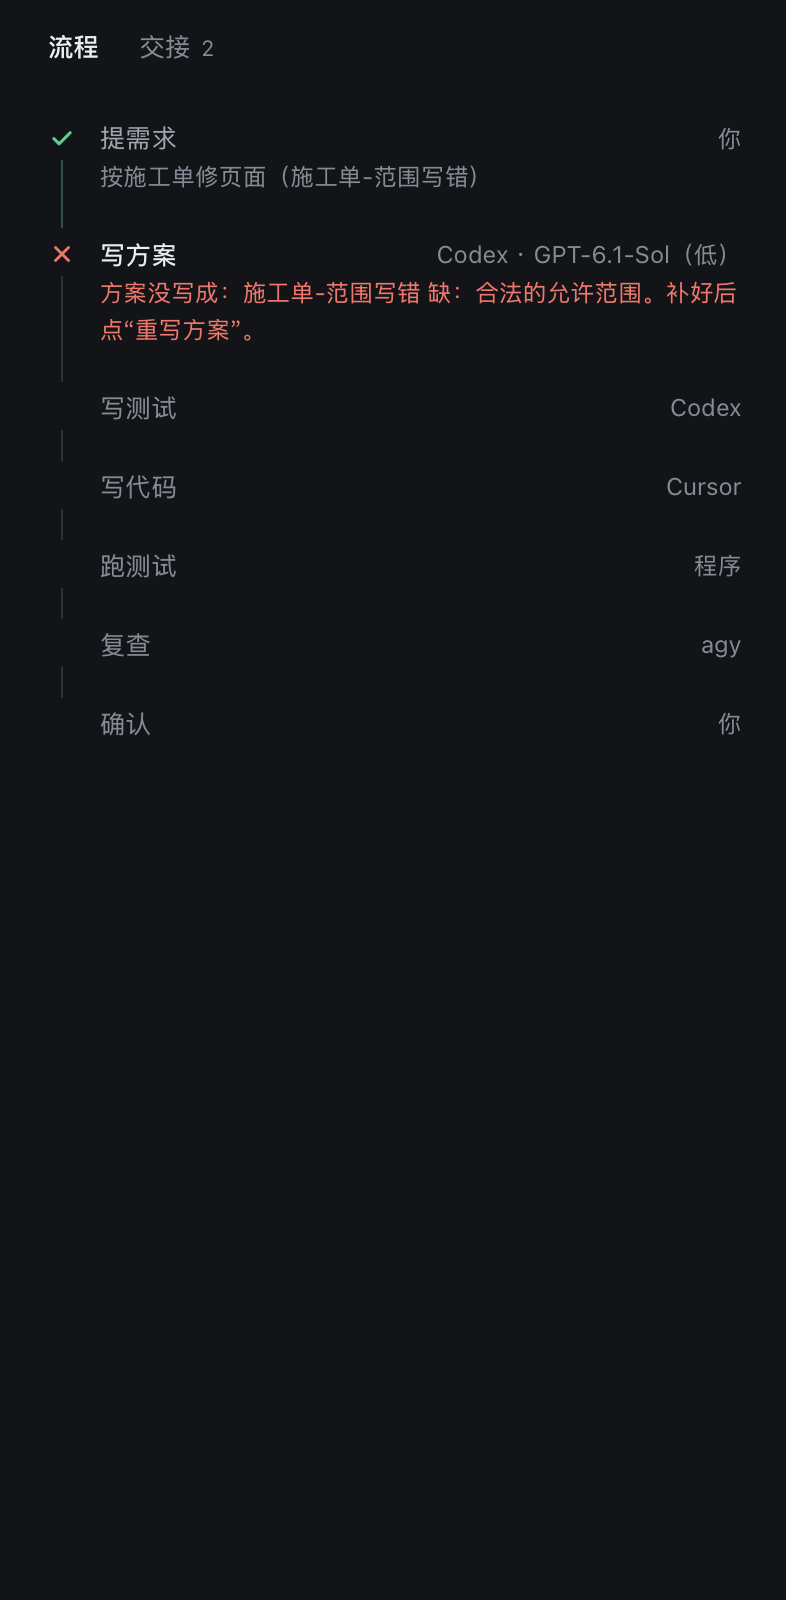 流程 交接 2
提需求 你
按施工单修页面（施工单-范围写错）
写方案 Codex · GPT-6.1-Sol（低）
方案没写成：施工单-范围写错 缺：合法的允许范围。补好后
点“重写方案”。
写测试 Codex
写代码 Cursor
跑测试 程序
复查 agy
确认 你